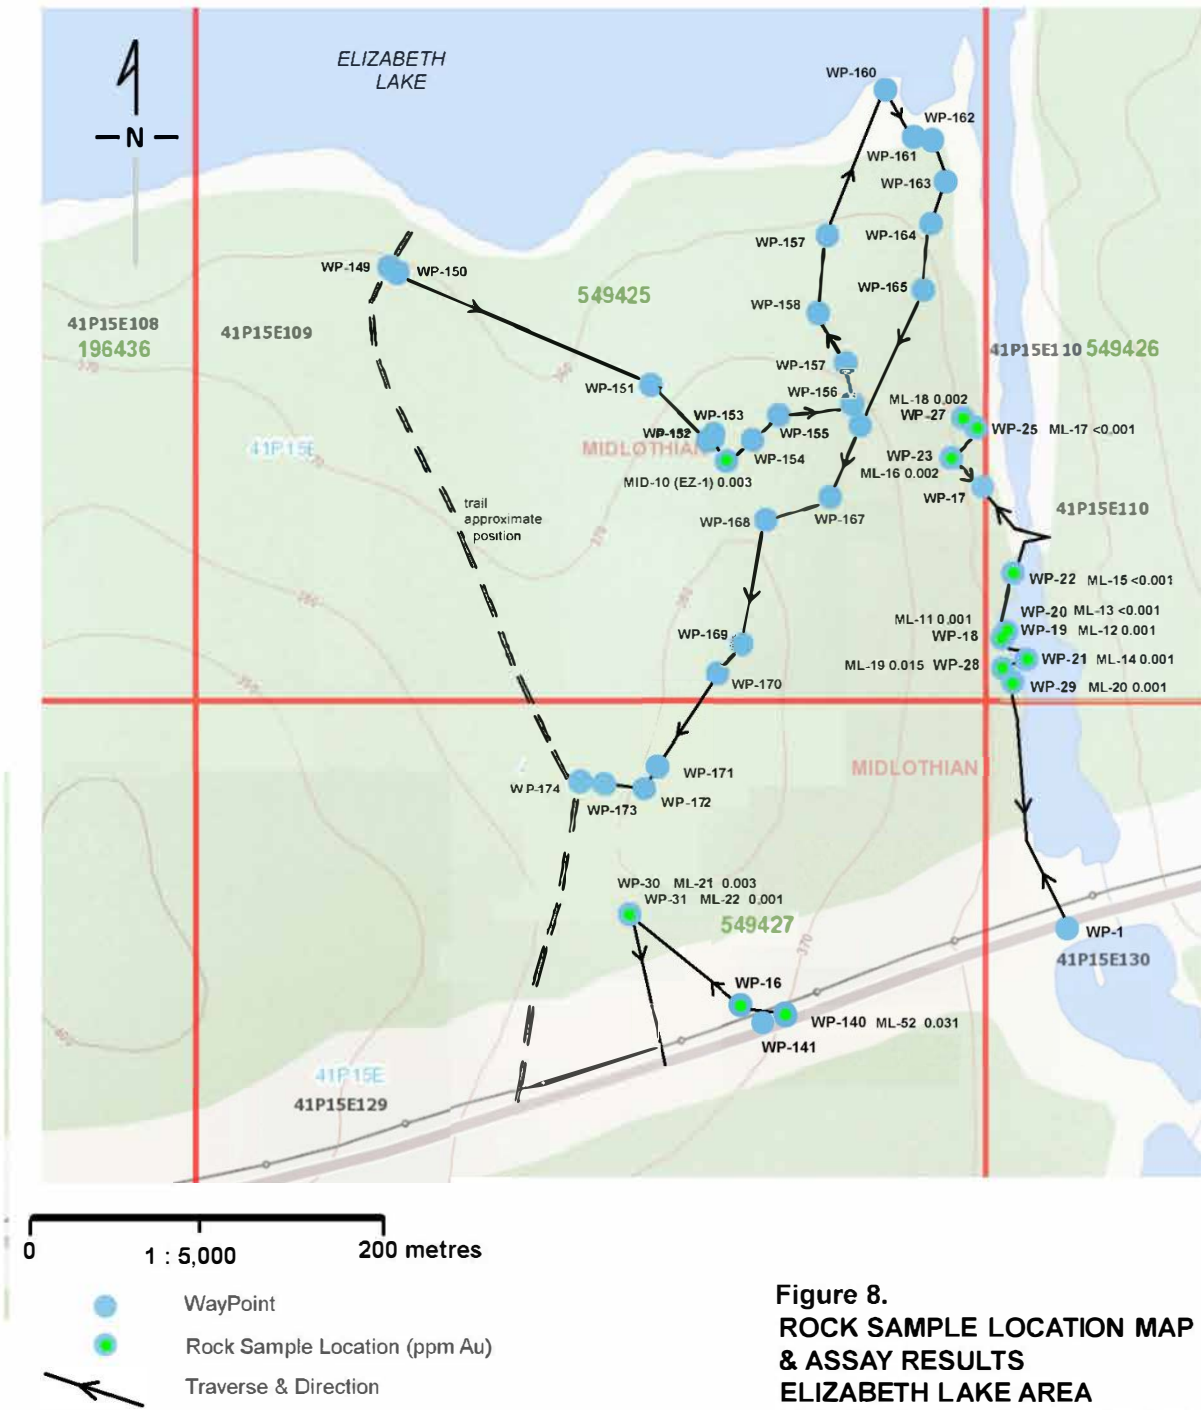 ELIZABETH
LAKE
N
WP-160
WP-162
WP-161
WP-163
WP-164
WP-157
WP-165
WP-158
WP-149
WP-150
549425
41P15E108
196436
41P15E109
41P15E110 549426
370
360
WP-157
WP-151
WP-156
ML-18 0.002
WP-27
WP-153
WP-155
WP-25 ML-17 <0.001
41P15E
MIDLOTHIAN
WP-154
WP-23
ML-16 0.002
MID-10 (EZ-1) 0.003
WP-17
trail
approximate
position
WP-168
WP-167
41P15E110
370
WP-22 ML-15 <0.001
360
360
WP-20 ML-13 <0.001
ML-11 0.001
WP-18
WP-19 ML-12 0.001
WP-169
ML-19 0.015 WP-28
WP-21 ML-14 0.001
WP-170
WP-29 ML-20 0.001
MIDLOTHIAN
WP-171
WP-174
WP-173
WP-172
WP-30 ML-21 0.003
WP-31 ML-22 0.001
549427
370
WP-1
41P15E130
WP-16
WP-140 ML-52 0.031
WP-141
400
41P15E
41P15E129
0
1 : 5,000
200 metres
WayPoint
Rock Sample Location (ppm Au)
Traverse & Direction
Figure 8.
ROCK SAMPLE LOCATION MAP
& ASSAY RESULTS
ELIZABETH LAKE AREA